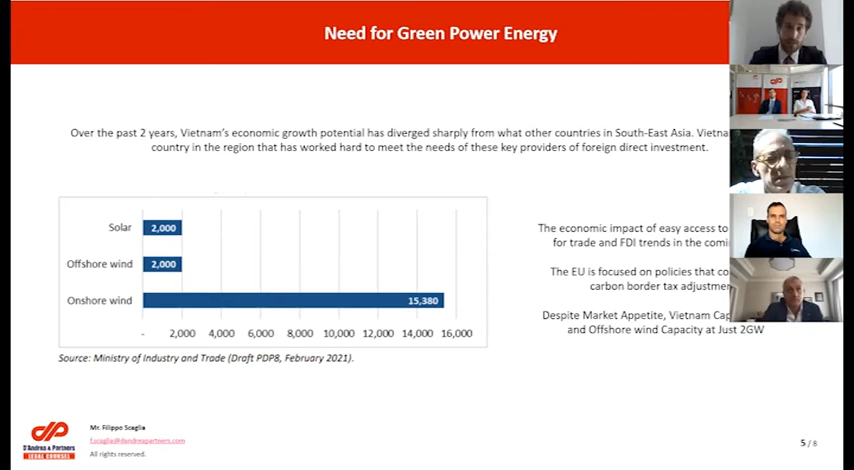 Need for Green Power Energy
Over the past 2 years, Vietnam's economic growth potential has diverged sharply from what other countries in South-East Asia.
country in the region that has worked hard to meet the needs of these key providers of foreign direct investment.
Solar
2,000
Offshore wind
2,000
Onshore wind
15,380
- 2,000 4,000 6,000 8,000 10,000 12,000 14,000 16,000
Source: Ministry of Industry and Trade (Draft PDP8, February 2021).
The economic impact of easy access to
for trade and FDI trends in the
The EU is focused on policies that
carbon border tax
Despite Market Appetite, Vietnam
and Offshore wind Capacity at Just 2GW
D'Andrea & Partners
LEGAL COUNSEL
Mr. Filippo Scaglia
f.scaglia@dandreapartners.com
All rights reserved.
5 / 8